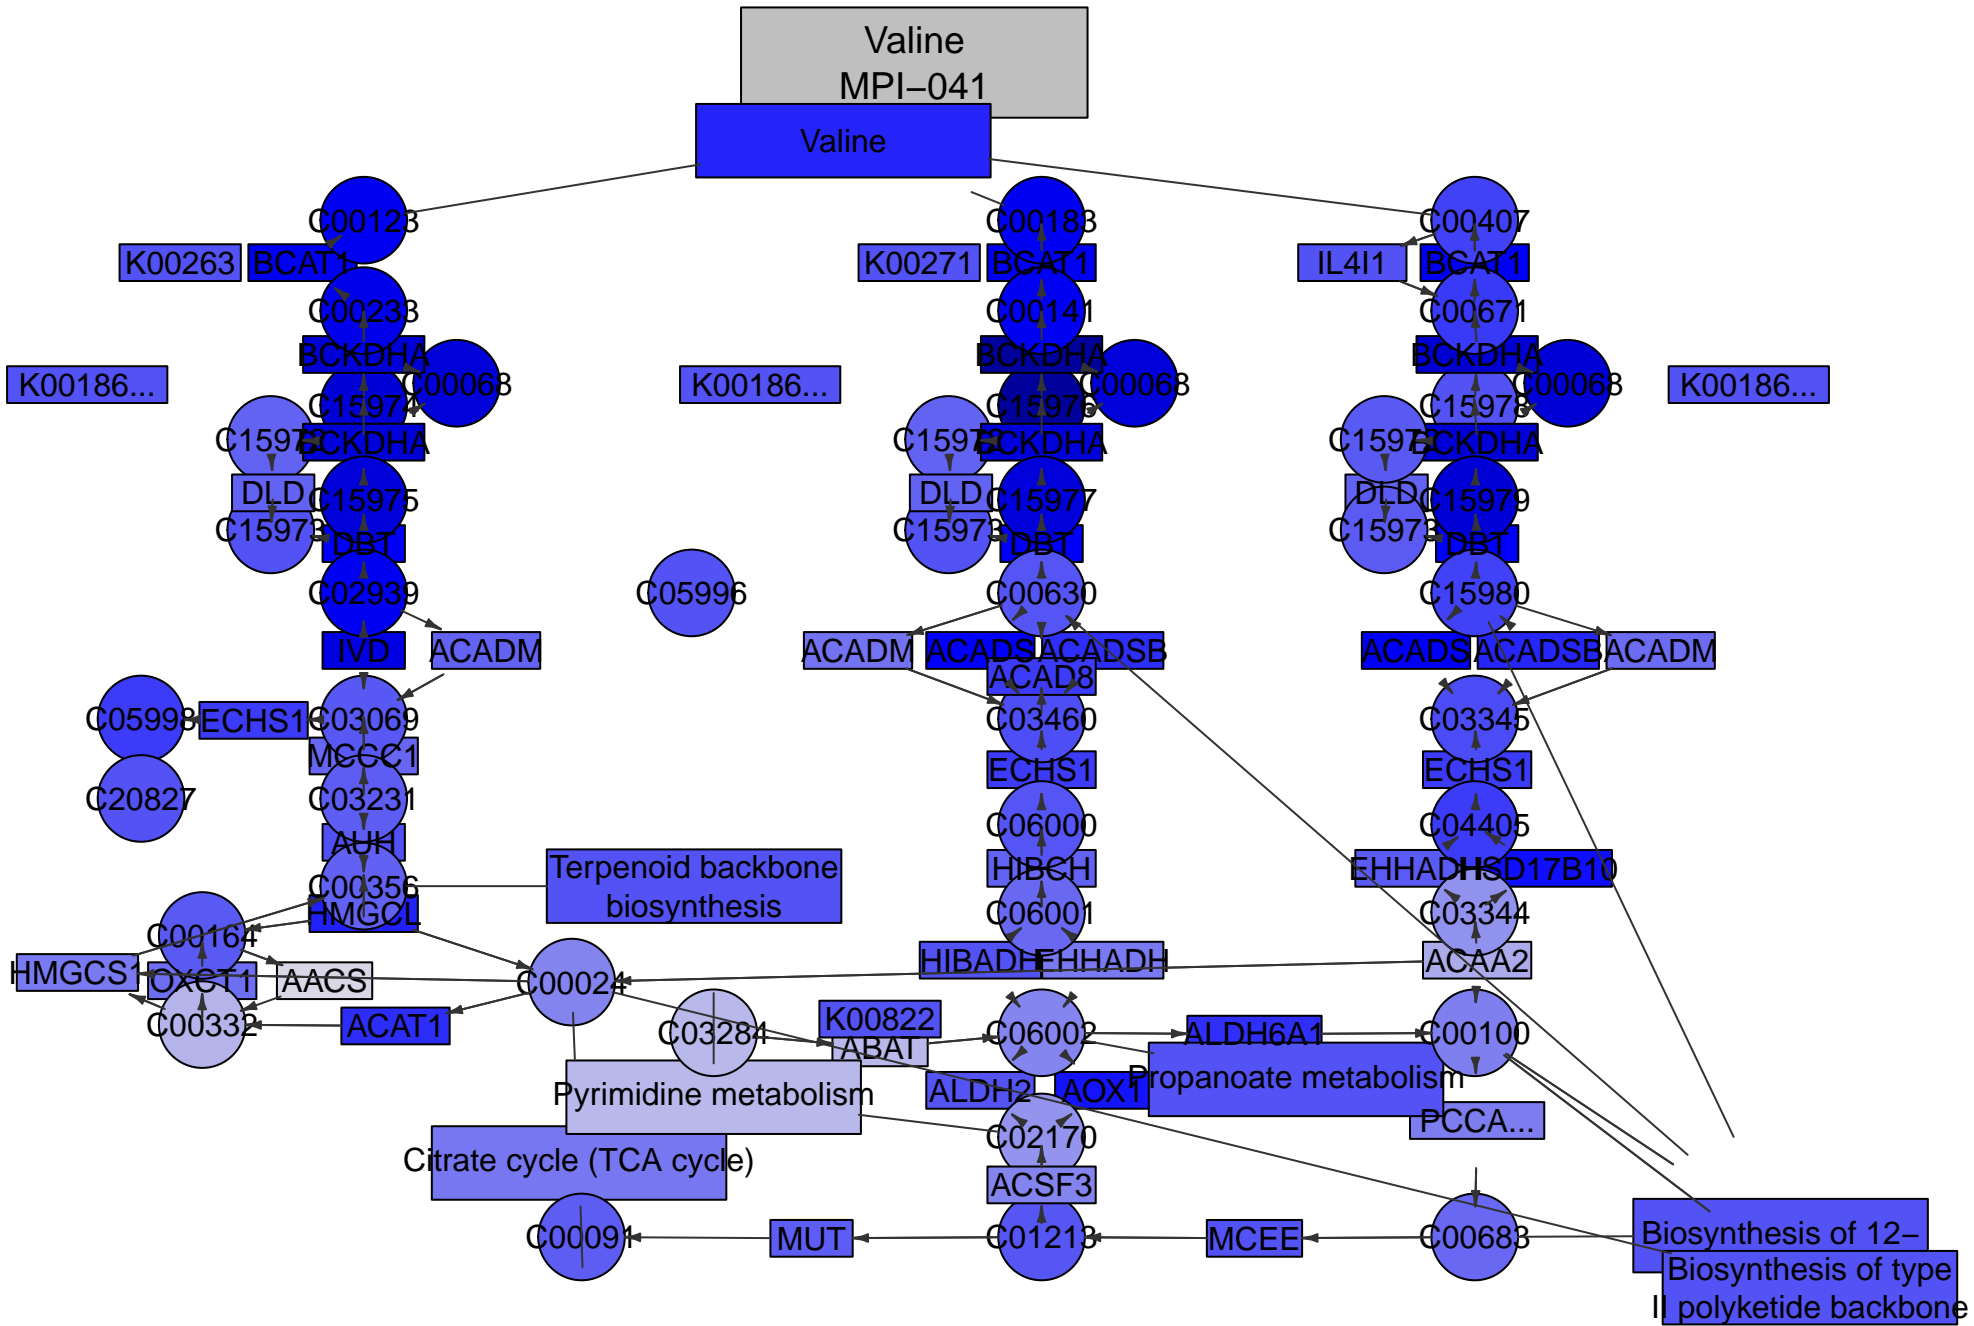 Valine
MPI−041
Valine
C00123
C00183
C00407
K00263
BCAT1
K00271
BCAT1
IL4I1
BCAT1
C00233
C00141
C00671
BCKDHA
BCKDHA
BCKDHA
K00186...
C15974
C00068
K00186...
C15976
C00068
C15978
C00068
K00186...
C15972
BCKDHA
C15972
BCKDHA
C15972
BCKDHA
DLD
C15975
DLD
C15977
DLD
C15979
C15973
DBT
C15973
DBT
C15973
DBT
C02939
C05996
C00630
C15980
IVD
ACADM
ACADM
ACADS
ACADSB
ACADS
ACADSB
ACADM
ACAD8
C05998
ECHS1
C03069
C03460
C03345
MCCC1
ECHS1
ECHS1
C20827
C03231
C06000
C04405
AUH
HIBCH
EHHADH
HSD17B10
Terpenoid backbone
biosynthesis
C00356
HMGCL
C06001
C03344
C00164
HMGCS1
OXCT1
AACS
C00024
HIBADH
EHHADH
ACAA2
C00332
ACAT1
C03284
K00822
ABAT
C06002
ALDH6A1
C00100
Pyrimidine metabolism
ALDH2
AOX1
Propanoate metabolism
PCCA...
C02170
Citrate cycle (TCA cycle)
ACSF3
C00091
MUT
C01213
MCEE
C00683
Biosynthesis of 12−
Biosynthesis of type
II polyketide backbone